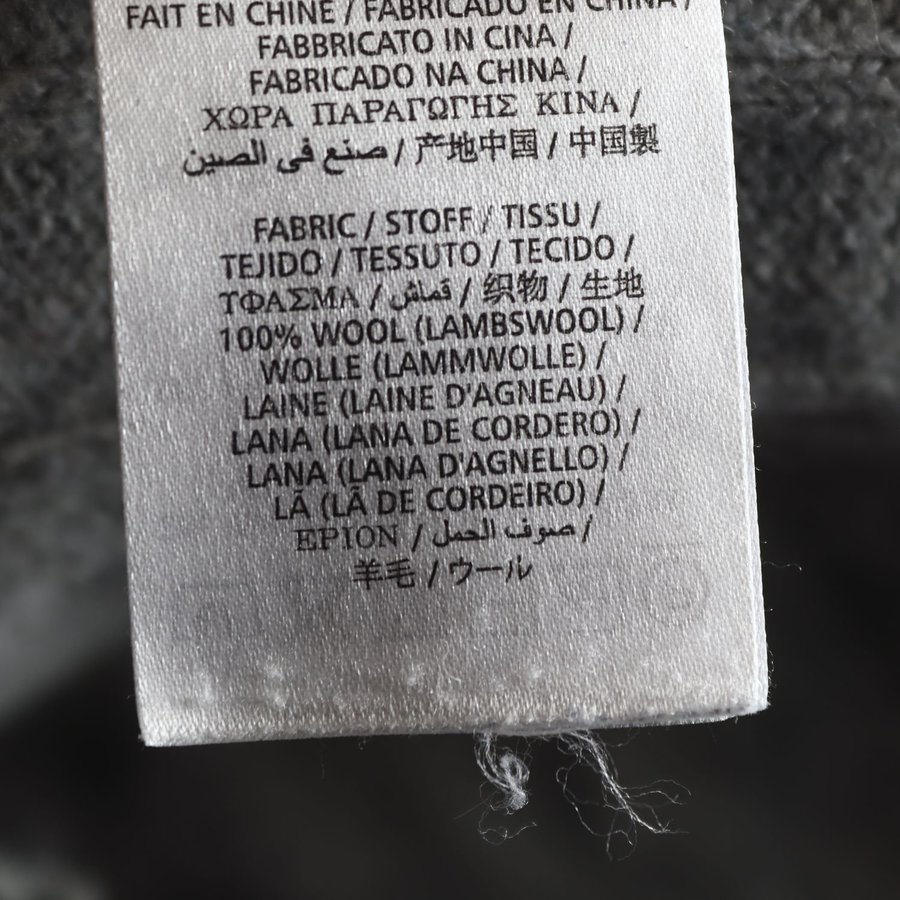 FAIT EN CHINE / FABRICADO EN CHINA /
FABBRICATO IN CINA /
FABRICADO NA CHINA /
ΧΩΡΑ ΠΑΡΑΓΩΓΗΣ ΚΙΝΑ /
صنع في الصين / 产地中国 / 中国製
FABRIC / STOFF / TISSU /
TEJIDO / TESSUTO / TECIDO /
ΤΦΑΣΜΑ / قماش / 织物 / 生地
100% WOOL (LAMBSWOOL) /
WOLLE (LAMMWOLLE) /
LAINE (LAINE D'AGNEAU) /
LANA (LANA DE CORDERO) /
LANA (LANA D'AGNELLO) /
LÃ (LÃ DE CORDEIRO) /
ΕΡΙΟΝ / صوف الحمل /
羊毛 / ウール